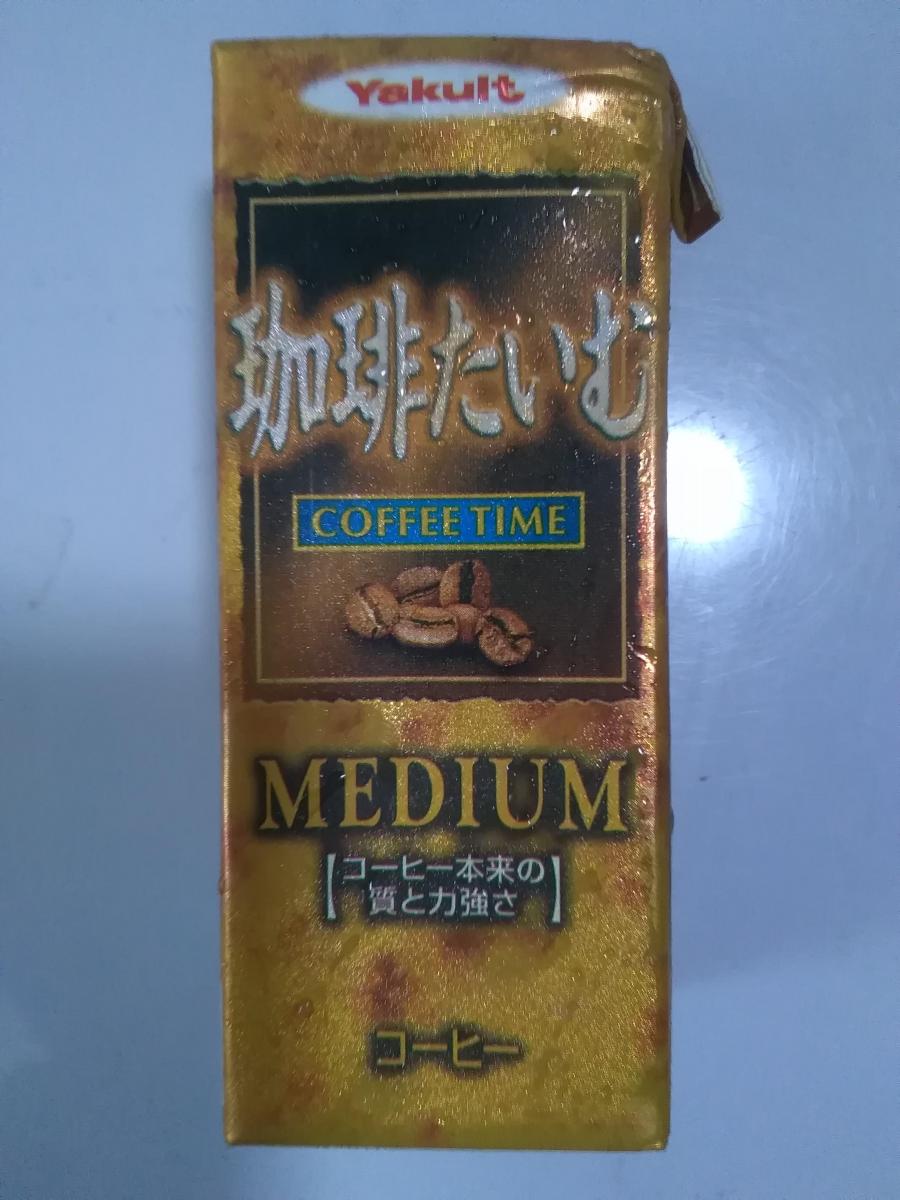 Yakult
珈琲たいむ
COFFEE TIME
MEDIUM
【コーヒー本来の
質と力強さ】
コーヒー